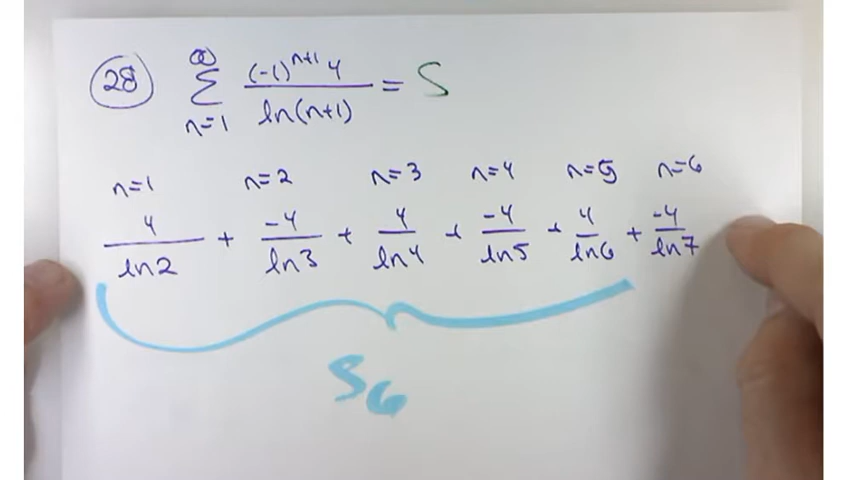 28 ∞ ∑ n=1 (-1)^{n+1} 4 / ln(n+1) = S
n=1 n=2 n=3 n=4 n=5 n=6
4/ln2 + -4/ln3 + 4/ln4 + -4/ln5 + 4/ln6 + -4/ln7
S6